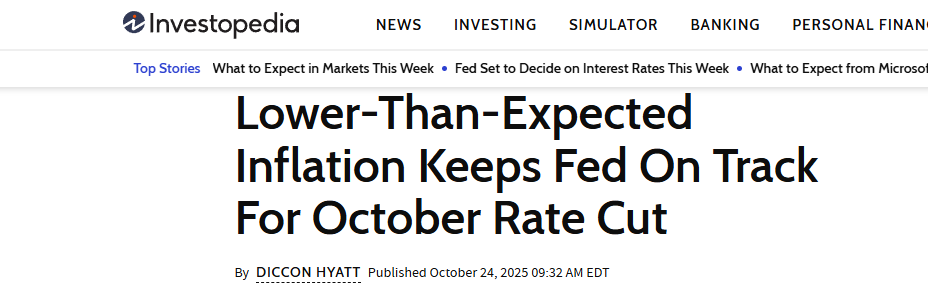 Investopedia NEWS INVESTING SIMULATOR BANKING PERSONAL FINAN
Top Stories What to Expect in Markets This Week • Fed Set to Decide on Interest Rates This Week • What to Expect from Microsof
Lower-Than-Expected
Inflation Keeps Fed On Track
For October Rate Cut
By DICCON HYATT Published October 24, 2025 09:32 AM EDT